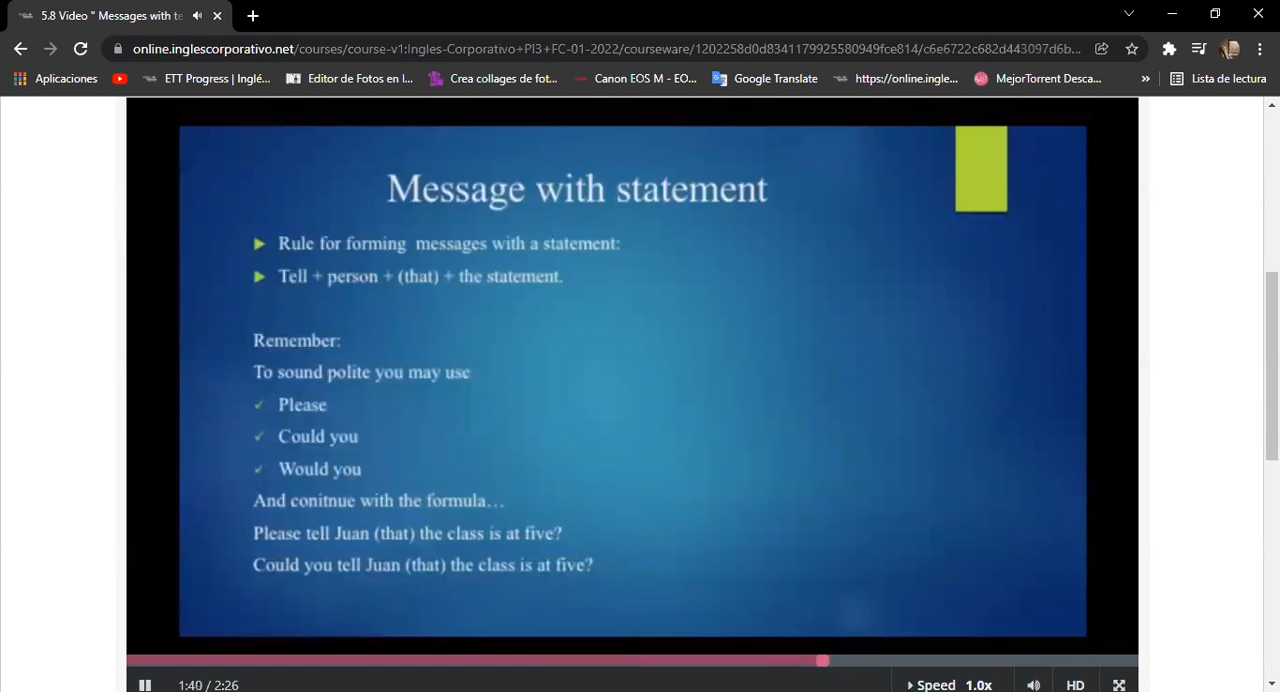 5.8 Video " Messages with te
online.inglescorporativo.net/courses/course-v1:Ingles-Corporativo+PI3+FC-01-2022/courseware/1202258d0d8341179925580949fce814/c6e6722c682d443097d6b...
Aplicaciones
ETT Progress | Inglé...
Editor de Fotos en l...
Crea collages de fot...
Canon EOS M - EO...
Google Translate
https://online.ingle...
MejorTorrent Desca...
»
Lista de lectura
Message with statement
Rule for forming messages with a statement:
Tell + person + (that) + the statement.
Remember:
To sound polite you may use
Please
Could you
Would you
And conitnue with the formula...
Please tell Juan (that) the class is at five?
Could you tell Juan (that) the class is at five?
1:40 / 2:26
Speed 1.0x
HD